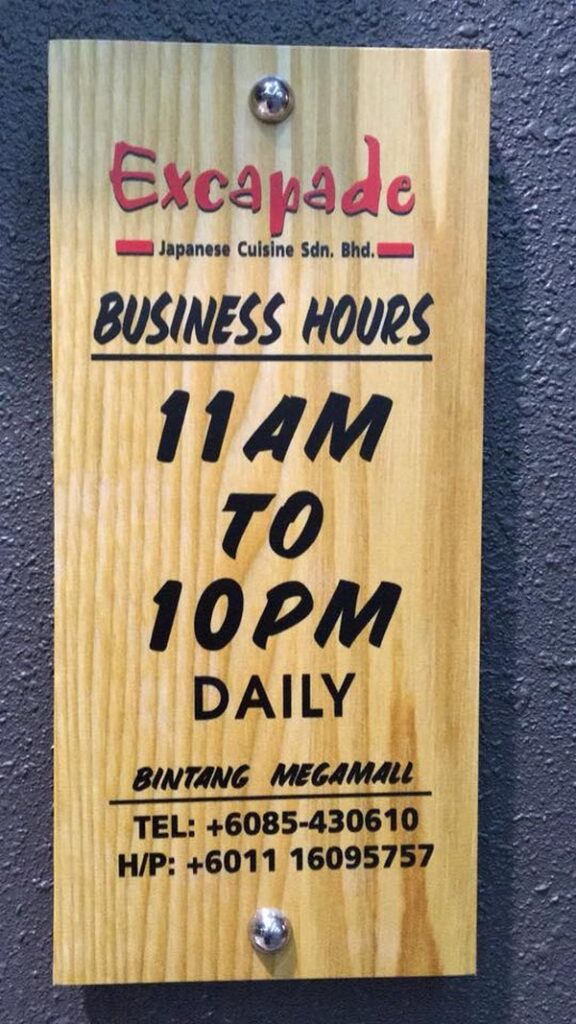 Excapade
Japanese Cuisine Sdn. Bhd.
BUSINESS HOURS
11AM
TO
10PM
DAILY
BINTANG MEGAMALL
TEL: +6085-430610
H/P: +6011 16095757